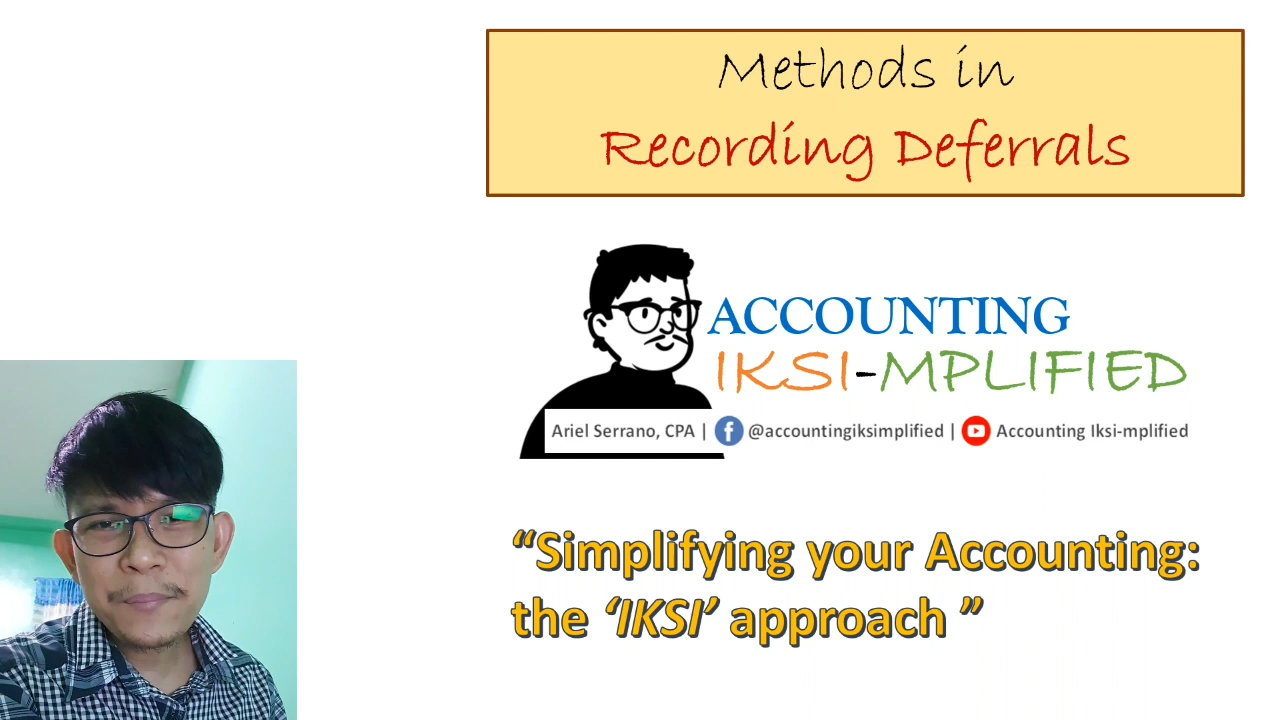 Methods in
Recording Deferrals
ACCOUNTING
IKSI-MPLIFIED
Ariel Serrano, CPA | @accountingiksimplified | Accounting Iksi-mplified
“Simplifying your Accounting:
the ‘IKSI’ approach ”